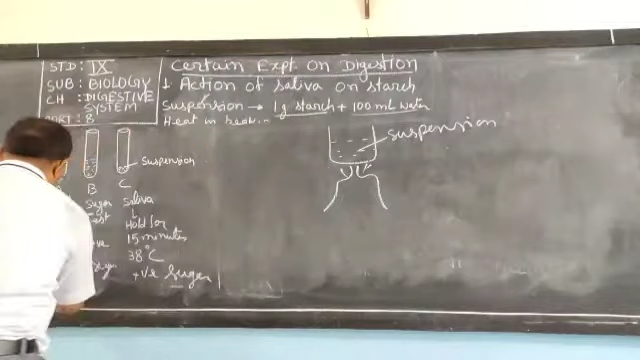 STD : IX
SUB : BIOLOGY
CH : DIGESTIVE
SYSTEM
PART : B
Certain Expt. On Digestion
1. Action of saliva on starch
Suspension → 1g starch + 100 ml water
Heat in
suspension
Suspension
B C
Sugar Saliva
Hold for
15 minutes
38°C
+ve Sugar